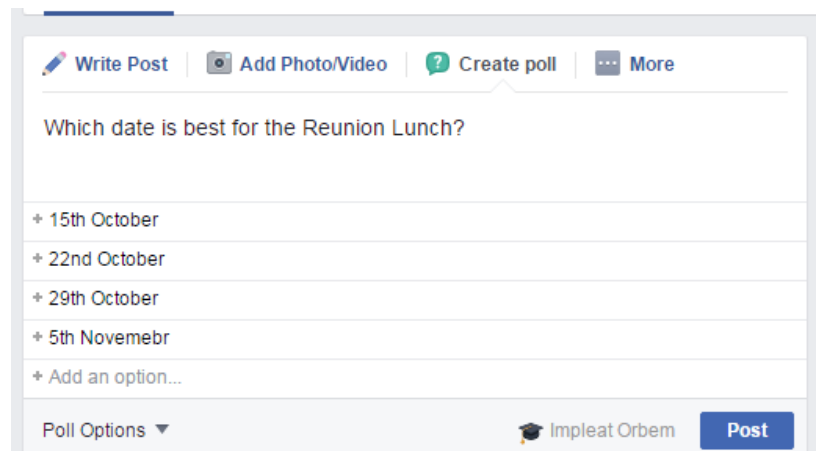 Write Post Add Photo/Video Create poll More
Which date is best for the Reunion Lunch?
+ 15th October
+ 22nd October
+ 29th October
+ 5th Novemebr
+ Add an option...
Poll Options Impleat Orbem Post